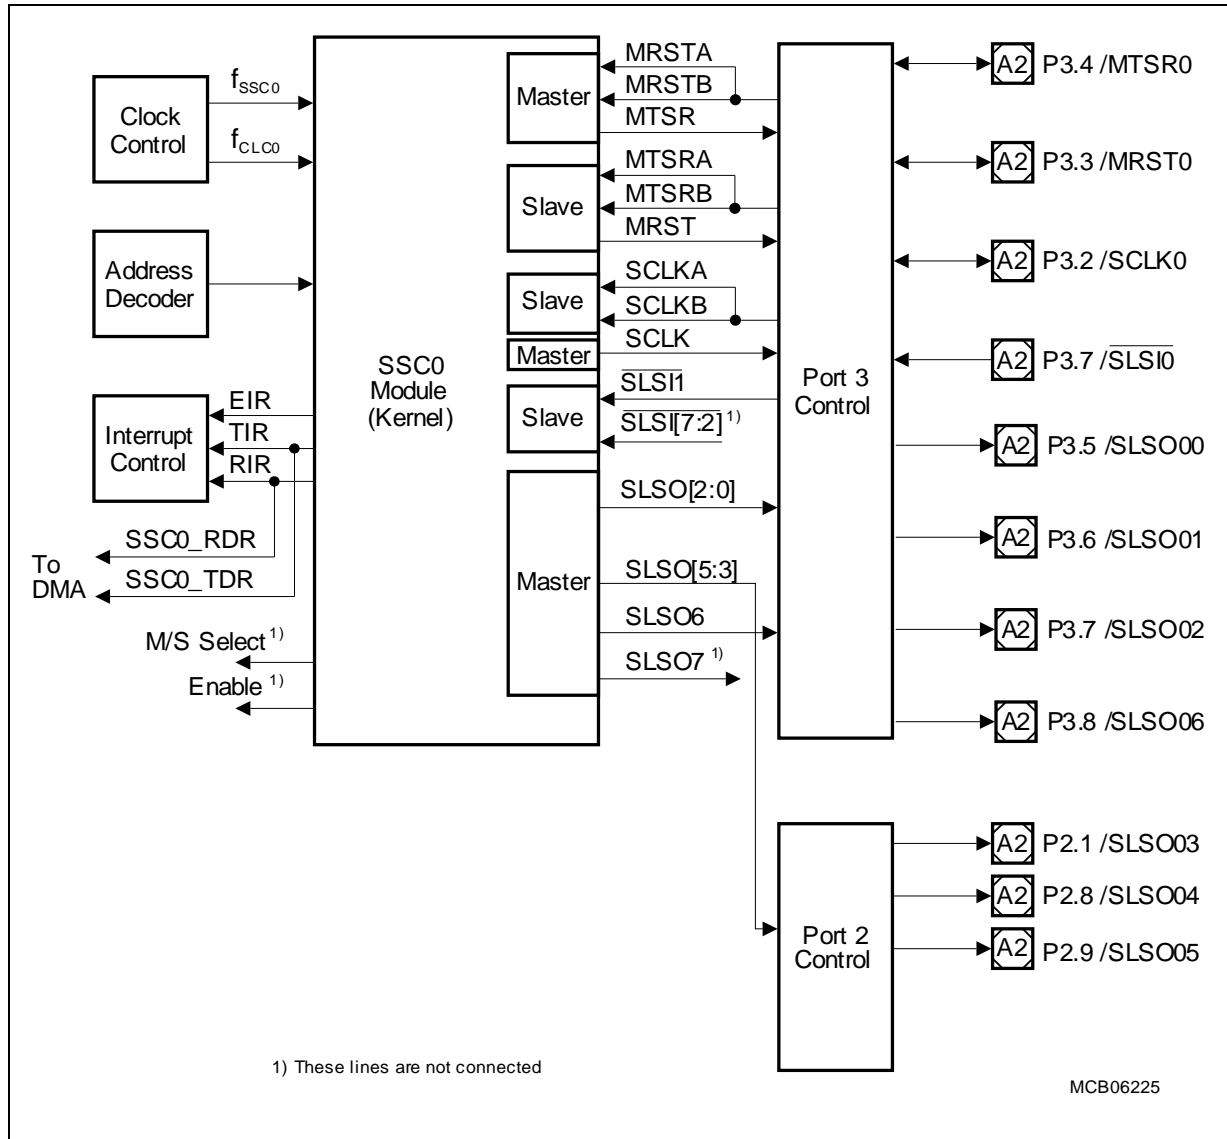 Clock
Control
fSSC0
fCLC0
Address
Decoder
Interrupt
Control
EIR
TIR
RIR
SSC0_RDR
SSC0_TDR
To
DMA
M/S Select 1)
Enable 1)
SSC0
Module
(Kernel)
Master
Slave
Slave
Master
Slave
Master
MRSTA
MRSTB
MTSR
MTSRA
MTSRB
MRST
SCLKA
SCLKB
SCLK
SLSI1
SLSI[7:2] 1)
SLSO[2:0]
SLSO[5:3]
SLSO6
SLSO7 1)
Port 3
Control
Port 2
Control
A2 P3.4 /MTSR0
A2 P3.3 /MRST0
A2 P3.2 /SCLK0
A2 P3.7 /SLSI0
A2 P3.5 /SLSO00
A2 P3.6 /SLSO01
A2 P3.7 /SLSO02
A2 P3.8 /SLSO06
A2 P2.1 /SLSO03
A2 P2.8 /SLSO04
A2 P2.9 /SLSO05
1) These lines are not connected
MCB06225